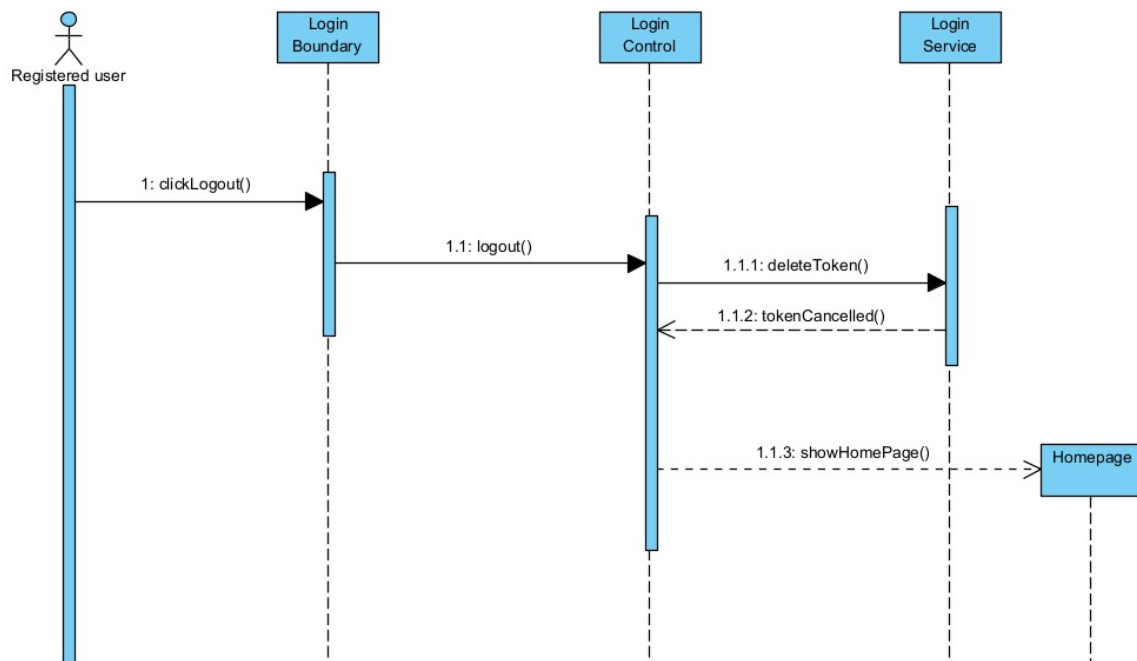 Login
Boundary
Login
Control
Login
Service
Registered user
1: clickLogout()
1.1: logout()
1.1.1: deleteToken()
1.1.2: tokenCancelled()
1.1.3: showHomePage()
Homepage